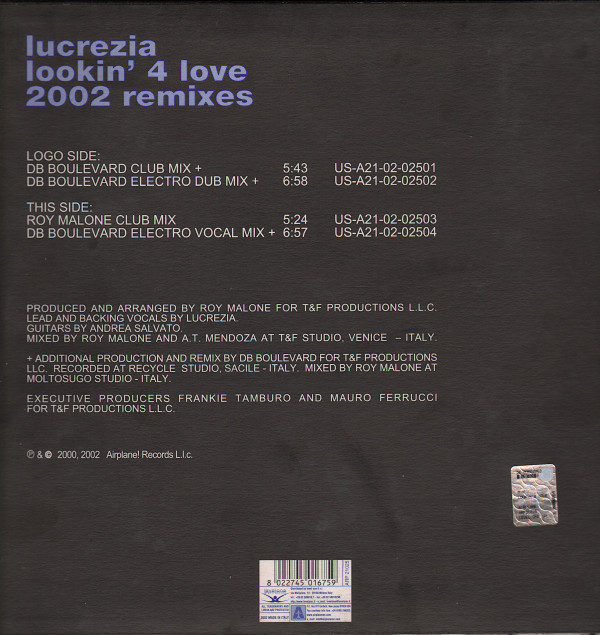 lucrezia
lookin' 4 love
2002 remixes
LOGO SIDE:
DB BOULEVARD CLUB MIX + 5:43 US-A21-02-02501
DB BOULEVARD ELECTRO DUB MIX + 6:58 US-A21-02-02502
THIS SIDE:
ROY MALONE CLUB MIX 5:24 US-A21-02-02503
DB BOULEVARD ELECTRO VOCAL MIX + 6:57 US-A21-02-02504
PRODUCED AND ARRANGED BY ROY MALONE FOR T&F PRODUCTIONS L.L.C.
LEAD AND BACKING VOCALS BY LUCREZIA.
GUITARS BY ANDREA SALVATO.
MIXED BY ROY MALONE AND A.T. MENDOZA AT T&F STUDIO, VENICE – ITALY.
+ ADDITIONAL PRODUCTION AND REMIX BY DB BOULEVARD FOR T&F PRODUCTIONS
LLC. RECORDED AT RECYCLE STUDIO, SACILE - ITALY. MIXED BY ROY MALONE AT
MOLTOSUGO STUDIO - ITALY.
EXECUTIVE PRODUCERS FRANKIE TAMBURO AND MAURO FERRUCCI
FOR T&F PRODUCTIONS L.L.C.
℗ & © 2000, 2002 Airplane! Records L.l.c.
8 022745 016759
ARP 21025